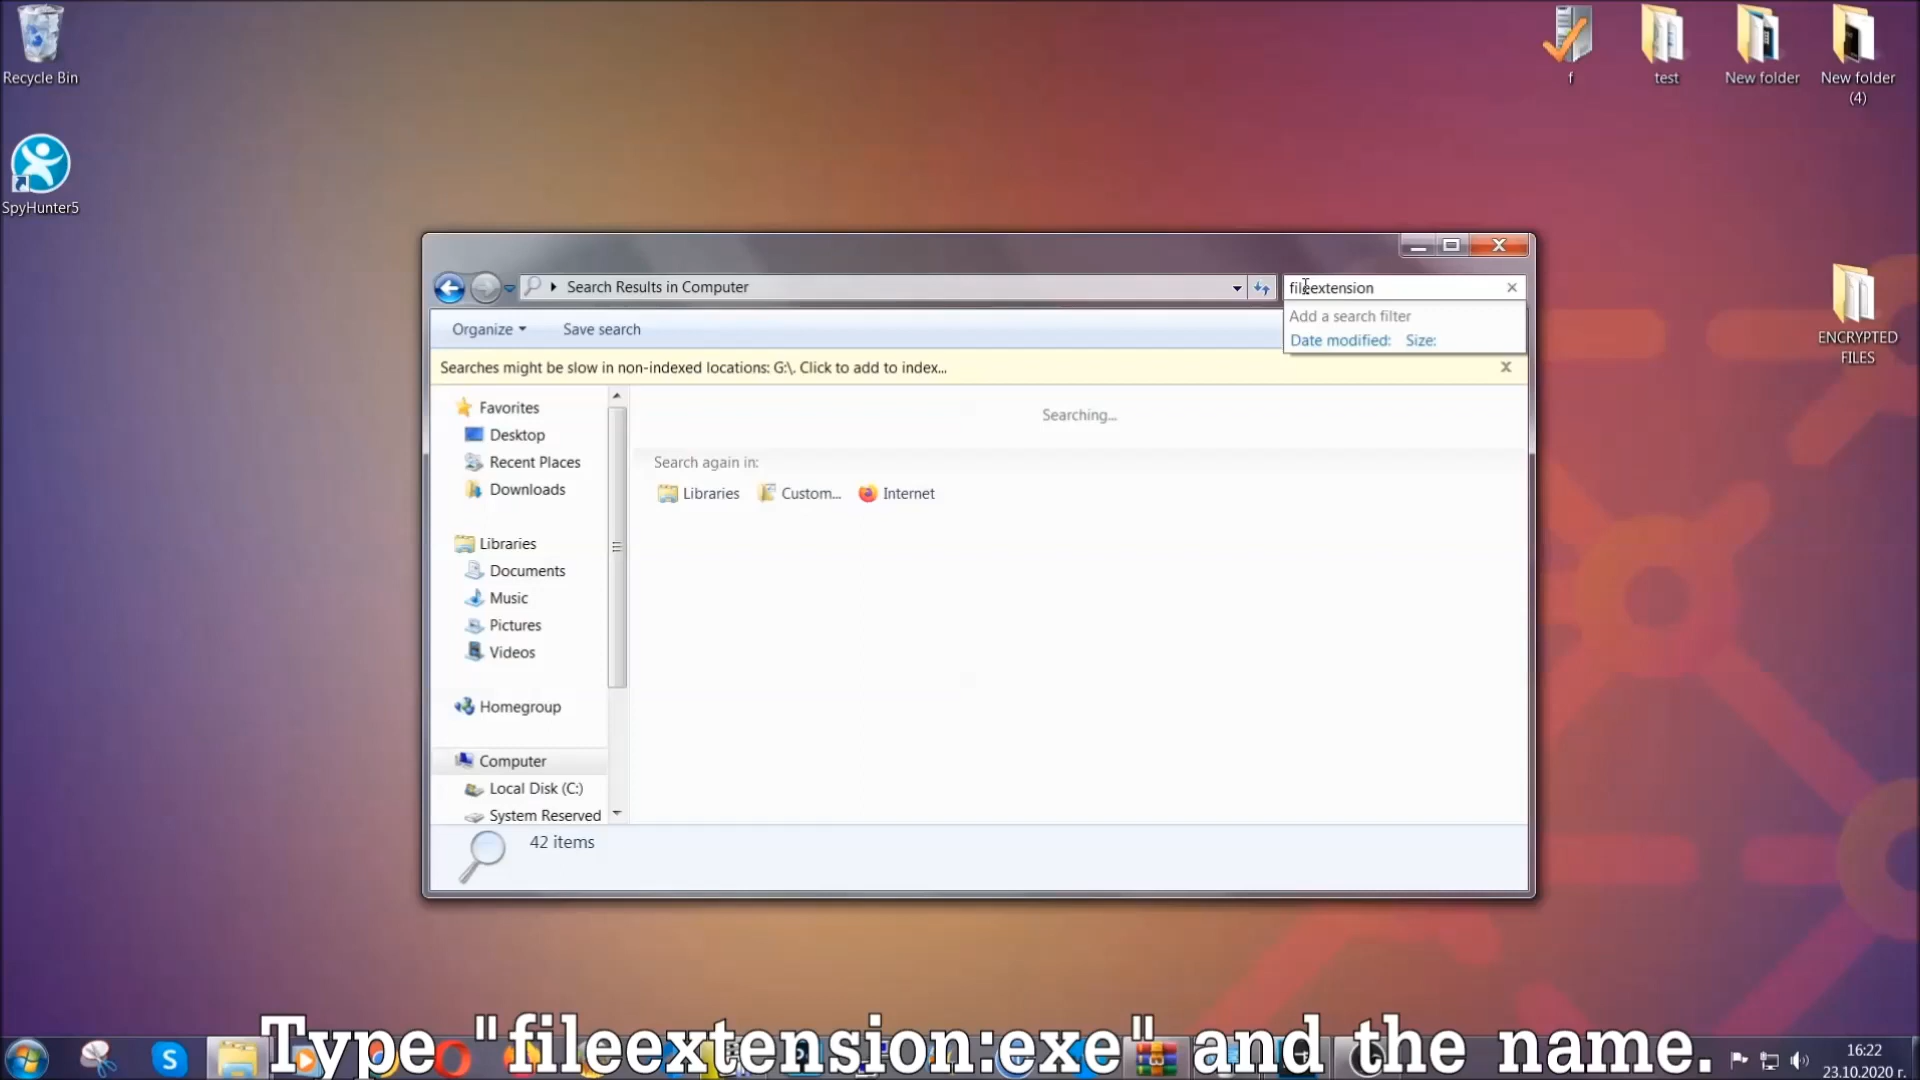 Recycle Bin
SpyHunter5
f
test
New folder
New folder
(4)
ENCRYPTED
FILES
Search Results in Computer
fileextension
Add a search filter
Date modified: Size:
Organize
Save search
Searches might be slow in non-indexed locations: G:\. Click to add to index...
Favorites
Desktop
Recent Places
Downloads
Libraries
Documents
Music
Pictures
Videos
Homegroup
Computer
Local Disk (C:)
System Reserved
Searching...
Search again in:
Libraries
Custom...
Internet
42 items
Type "fileextension:exe" and the name.
16:22
23.10.2020 г.